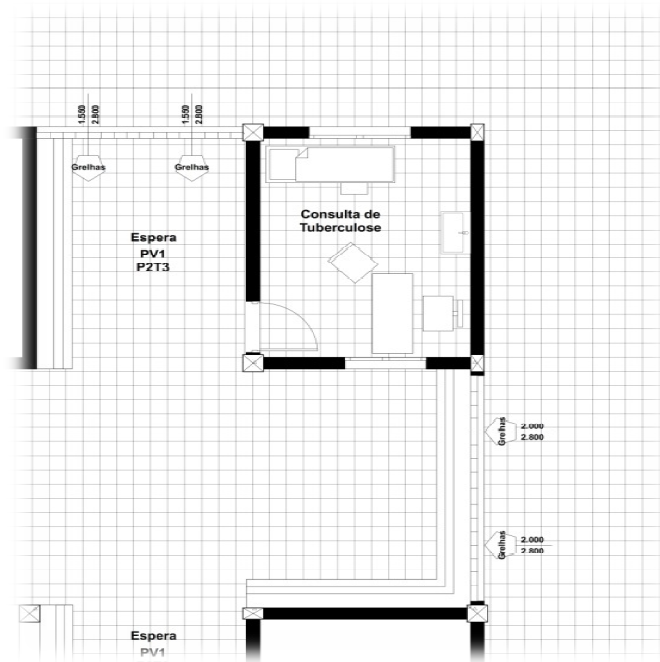 1.550
2.800
1.550
2.800
Grelhas
Grelhas
Consulta de
Tuberculose
Espera
PV1
P2T3
Grelhas
2.000
2.800
Grelhas
2.000
2.800
Espera
PV1